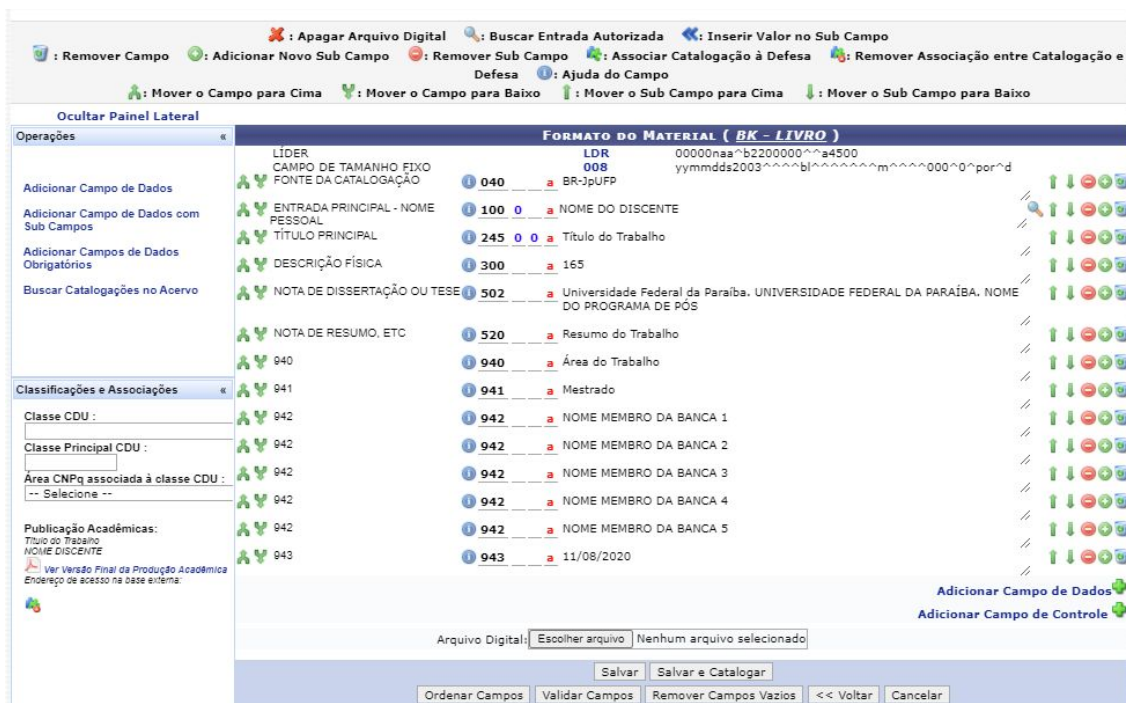 : Apagar Arquivo Digital : Buscar Entrada Autorizada : Inserir Valor no Sub Campo
: Remover Campo : Adicionar Novo Sub Campo : Remover Sub Campo : Associar Catalogação à Defesa : Remover Associação entre Catalogação e
Defesa : Ajuda do Campo
: Mover o Campo para Cima : Mover o Campo para Baixo : Mover o Sub Campo para Cima : Mover o Sub Campo para Baixo
Ocultar Painel Lateral
Operações «
Adicionar Campo de Dados
Adicionar Campo de Dados com
Sub Campos
Adicionar Campos de Dados
Obrigatórios
Buscar Catalogações no Acervo
Classificações e Associações «
Classe CDU :
Classe Principal CDU :
Área CNPq associada à classe CDU :
-- Selecione --
Publicação Acadêmicas:
Título do Trabalho
NOME DISCENTE
Ver Versão Final da Produção Acadêmica
Endereço de acesso na base externa:
FORMATO DO MATERIAL ( BK - LIVRO )
LÍDER LDR 00000naa^b2200000^^a4500
CAMPO DE TAMANHO FIXO 008 yymmdds2003^^^^bl^^^^^^^m^^^^000^0^por^d
FONTE DA CATALOGAÇÃO 040 a BR-JpUFP
ENTRADA PRINCIPAL - NOME 100 0 a NOME DO DISCENTE
PESSOAL
TÍTULO PRINCIPAL 245 0 0 a Título do Trabalho
DESCRIÇÃO FÍSICA 300 a 165
NOTA DE DISSERTAÇÃO OU TESE 502 a Universidade Federal da Paraíba. UNIVERSIDADE FEDERAL DA PARAÍBA. NOME
DO PROGRAMA DE PÓS
NOTA DE RESUMO, ETC 520 a Resumo do Trabalho
940 940 a Área do Trabalho
941 941 a Mestrado
942 942 a NOME MEMBRO DA BANCA 1
942 942 a NOME MEMBRO DA BANCA 2
942 942 a NOME MEMBRO DA BANCA 3
942 942 a NOME MEMBRO DA BANCA 4
942 942 a NOME MEMBRO DA BANCA 5
943 943 a 11/08/2020
Adicionar Campo de Dados
Adicionar Campo de Controle
Arquivo Digital: Escolher arquivo Nenhum arquivo selecionado
Salvar Salvar e Catalogar
Ordenar Campos Validar Campos Remover Campos Vazios << Voltar Cancelar